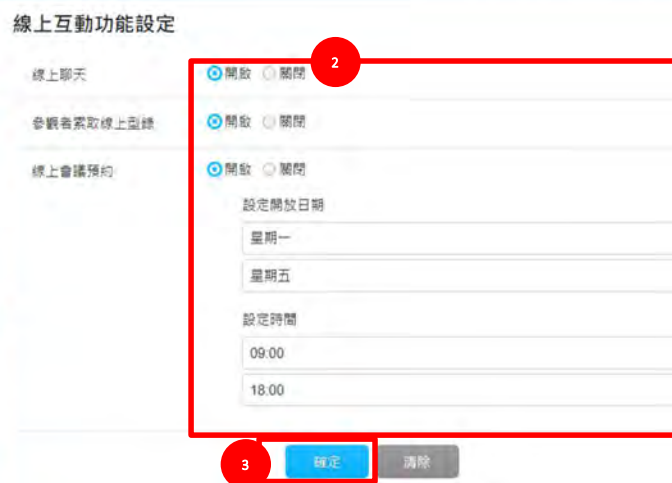 線上互動功能設定
2
線上聊天 開啟 關閉
參觀者索取線上型錄 開啟 關閉
線上會議預約 開啟 關閉
設定開放日期
星期一
星期五
設定時間
09:00
18:00
3 確定 清除